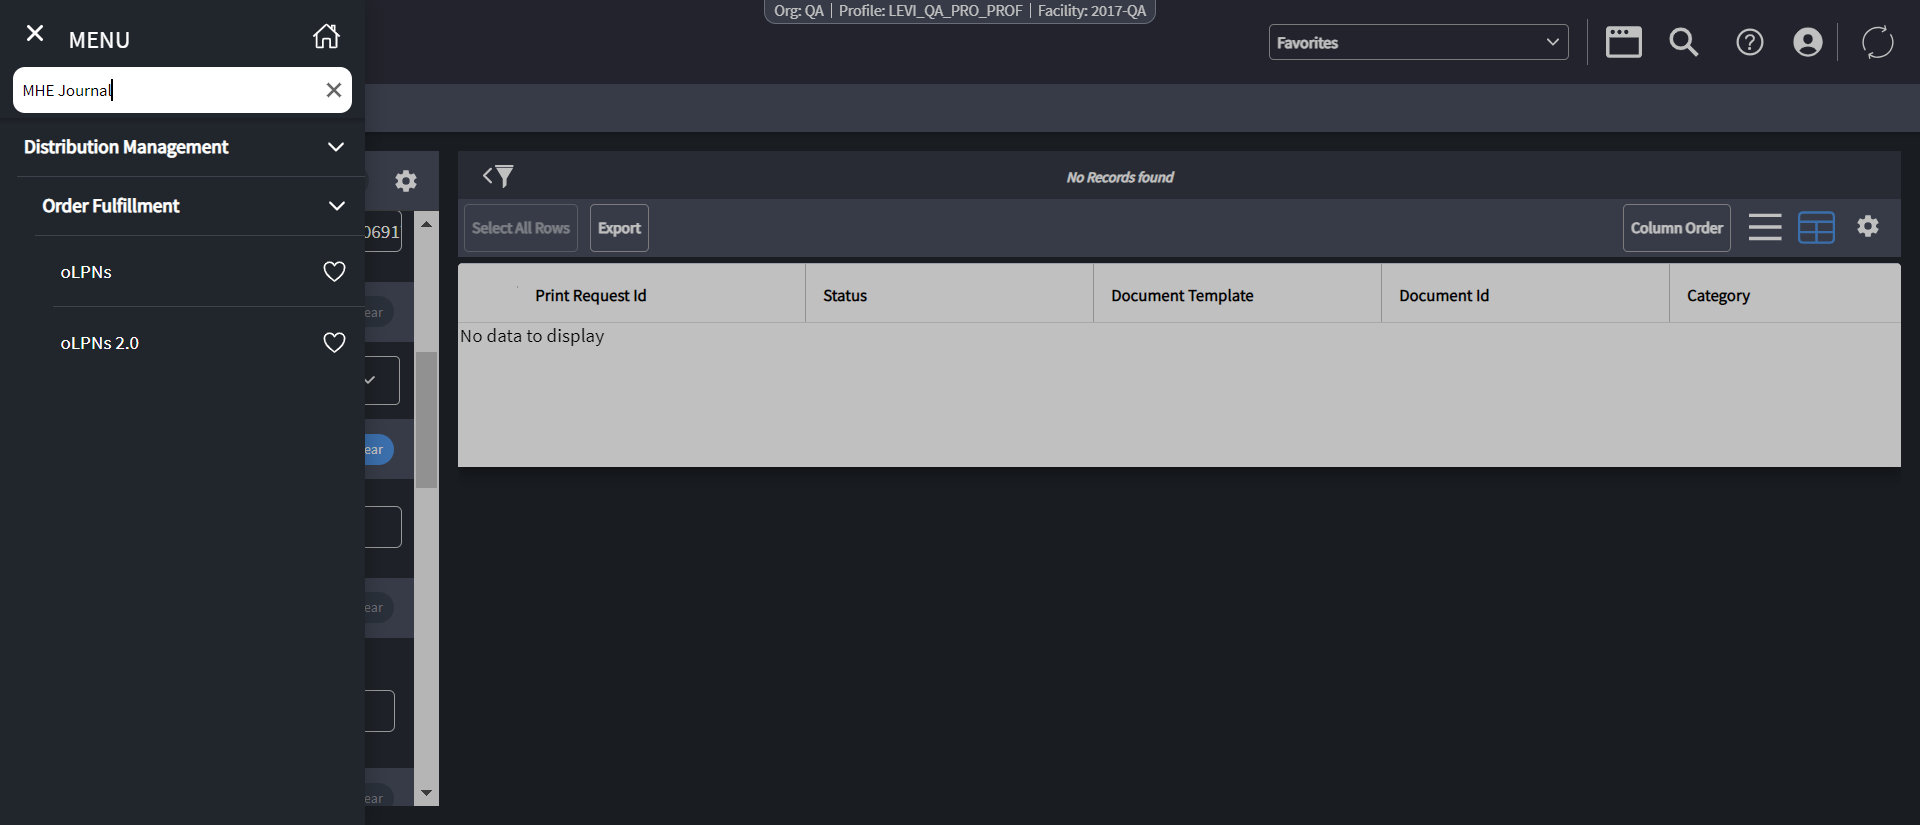 Org: QA | Profile: LEVI_QA_PRO_PROF | Facility: 2017-QA
MENU
Favorites
MHE Journal
Distribution Management
Order Fulfillment
oLPNs
oLPNs 2.0
0691
ear
ear
ear
ear
No Records found
Select All Rows
Export
Column Order
Print Request Id
Status
Document Template
Document Id
Category
No data to display